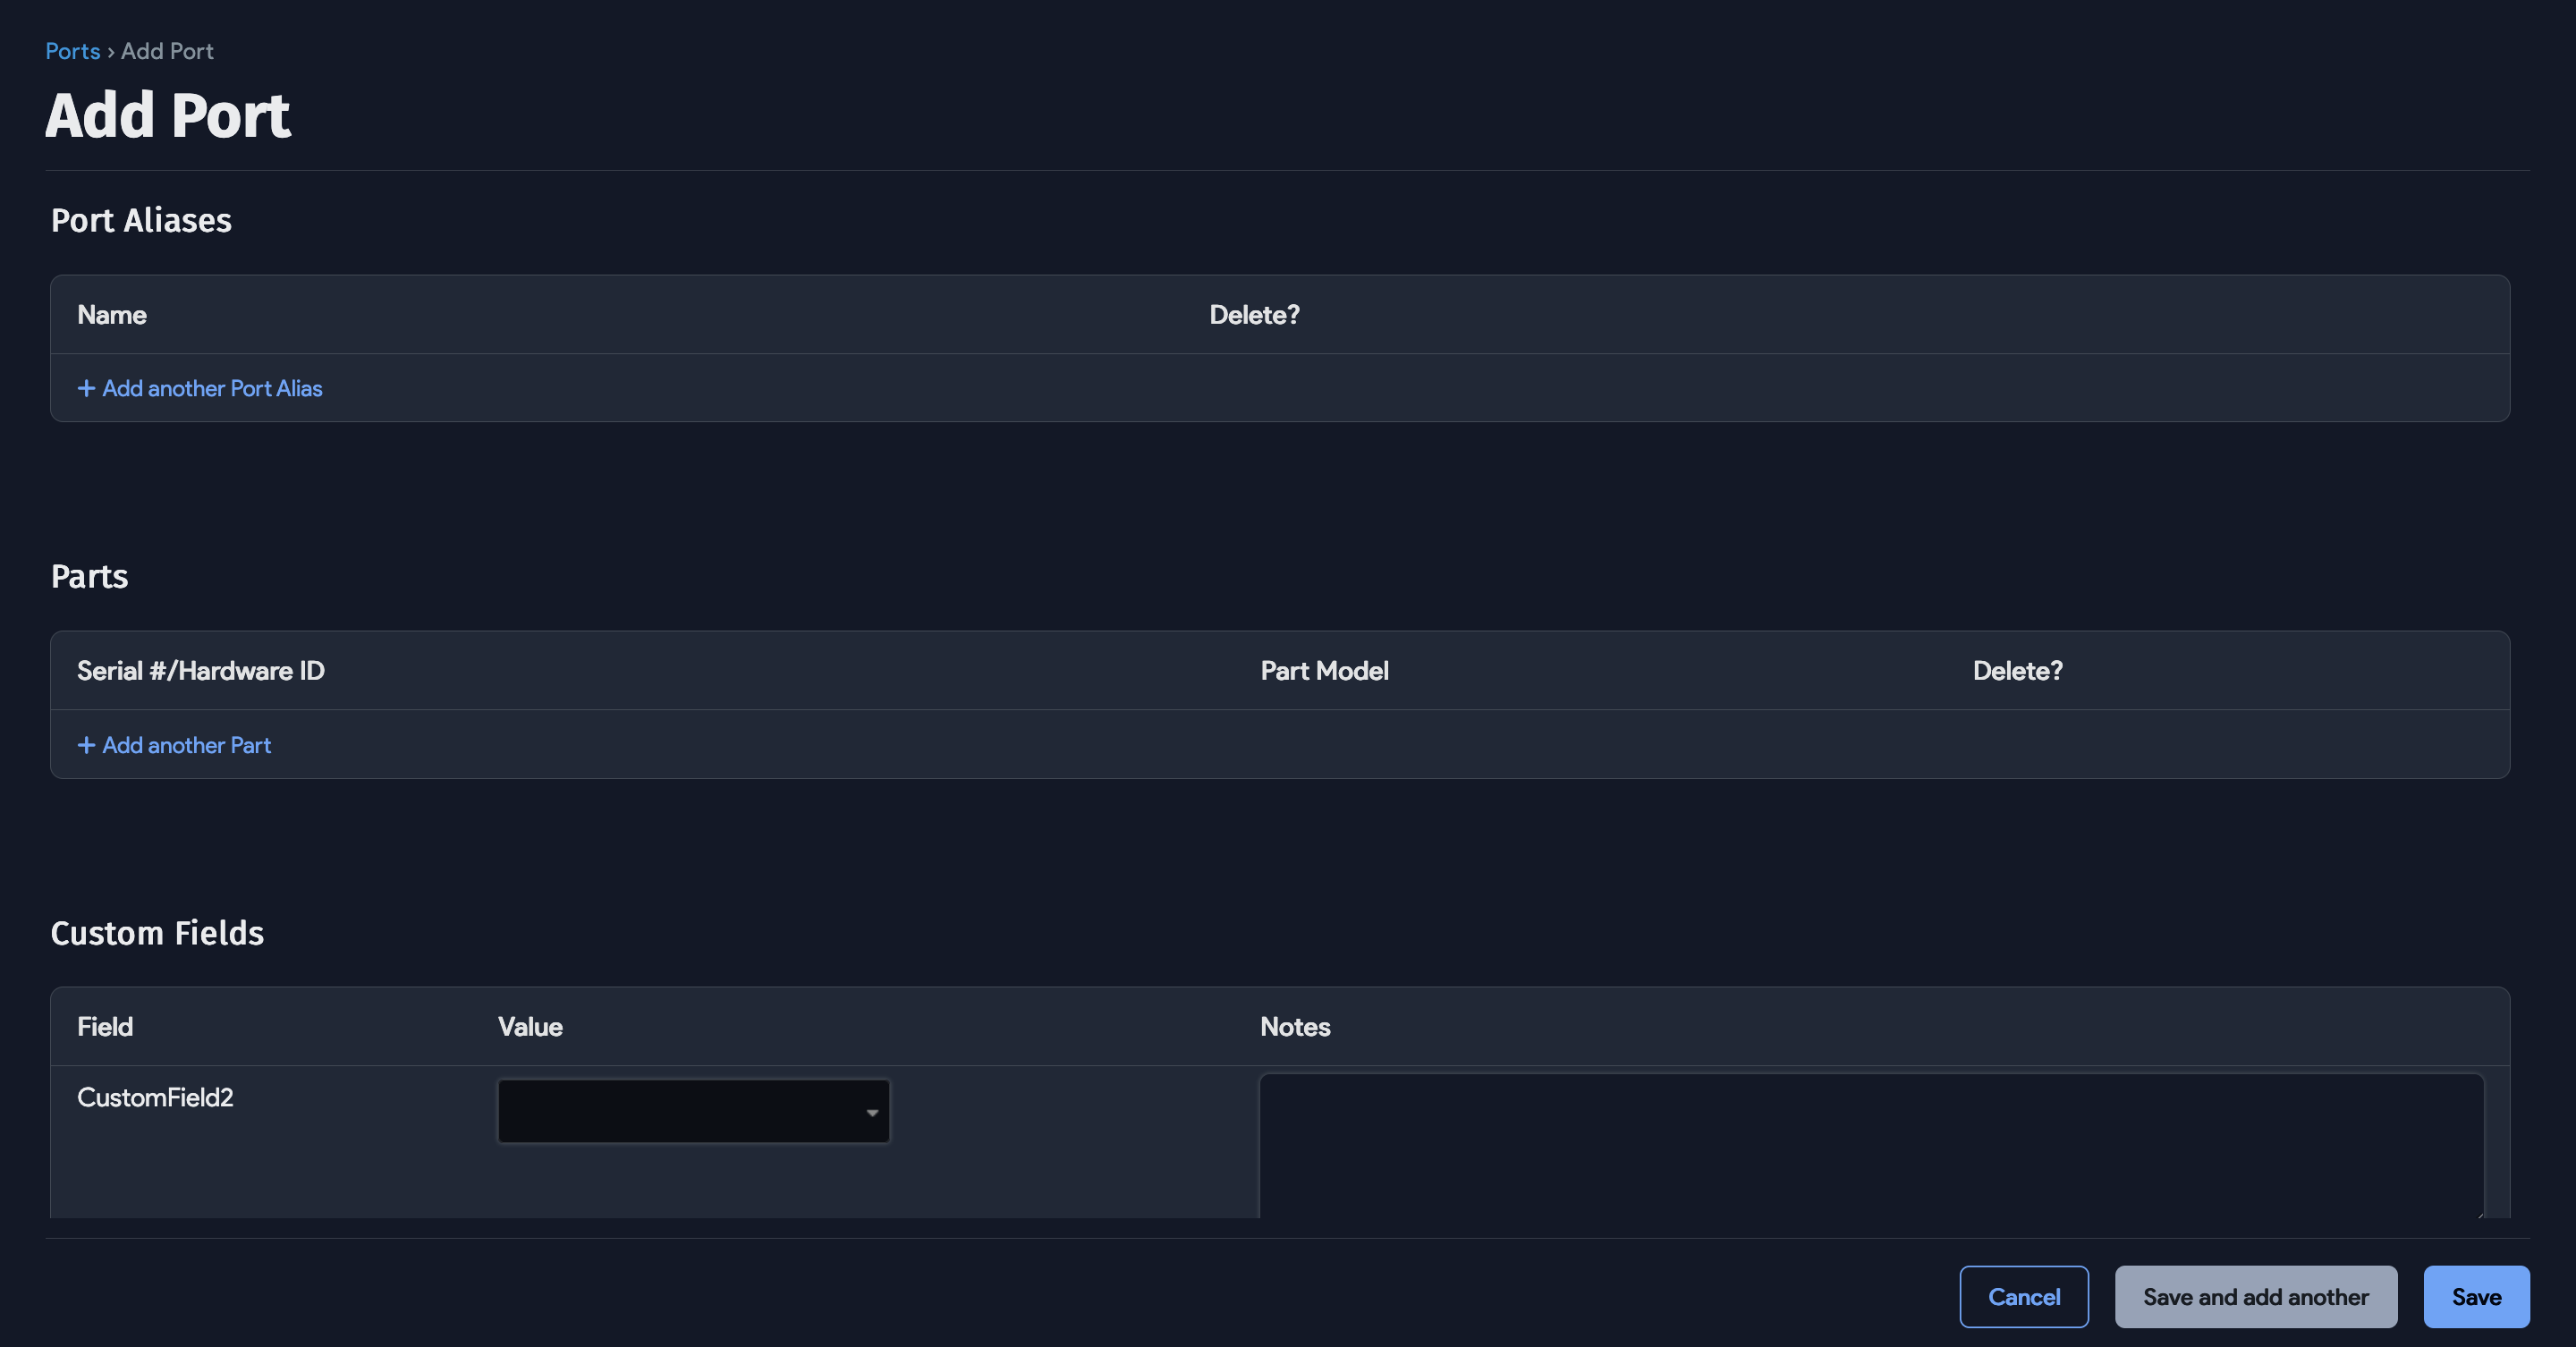 Ports › Add Port
Add Port
Port Aliases
Name Delete?
+ Add another Port Alias
Parts
Serial #/Hardware ID Part Model Delete?
+ Add another Part
Custom Fields
Field Value Notes
CustomField2
Cancel Save and add another Save